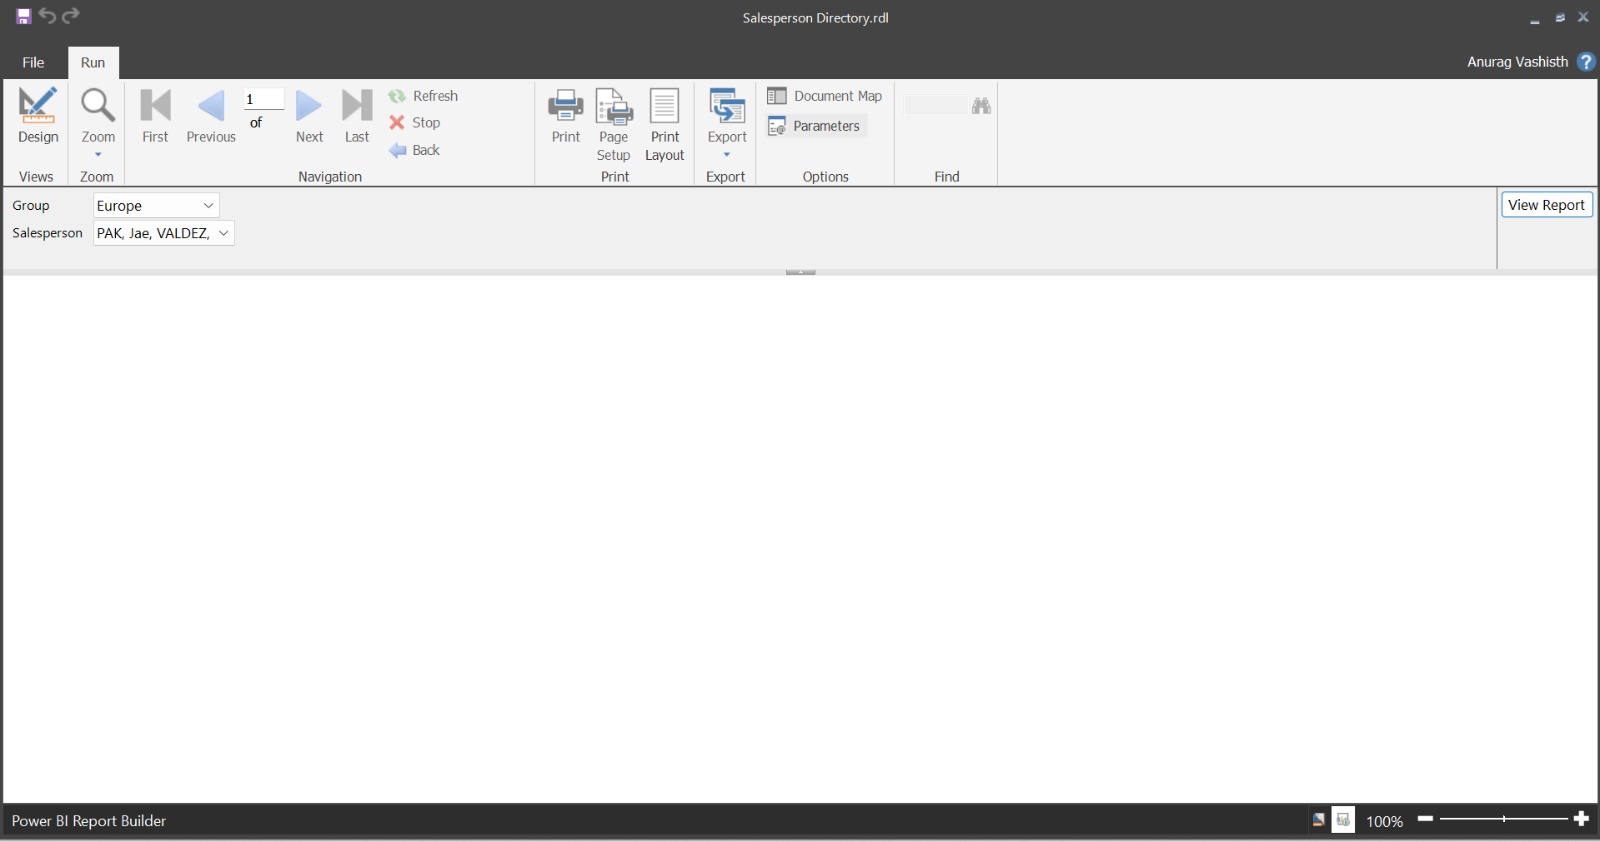 Salesperson Directory.rdl
File
Run
Anurag Vashisth
?
Design
Views
Zoom
Zoom
First
Previous
1
of
Next
Last
Refresh
Stop
Back
Navigation
Print
Page
Setup
Print
Layout
Print
Export
Export
Document Map
Parameters
Options
Find
Group
Europe
Salesperson
PAK, Jae, VALDEZ,
View Report
Power BI Report Builder
100%